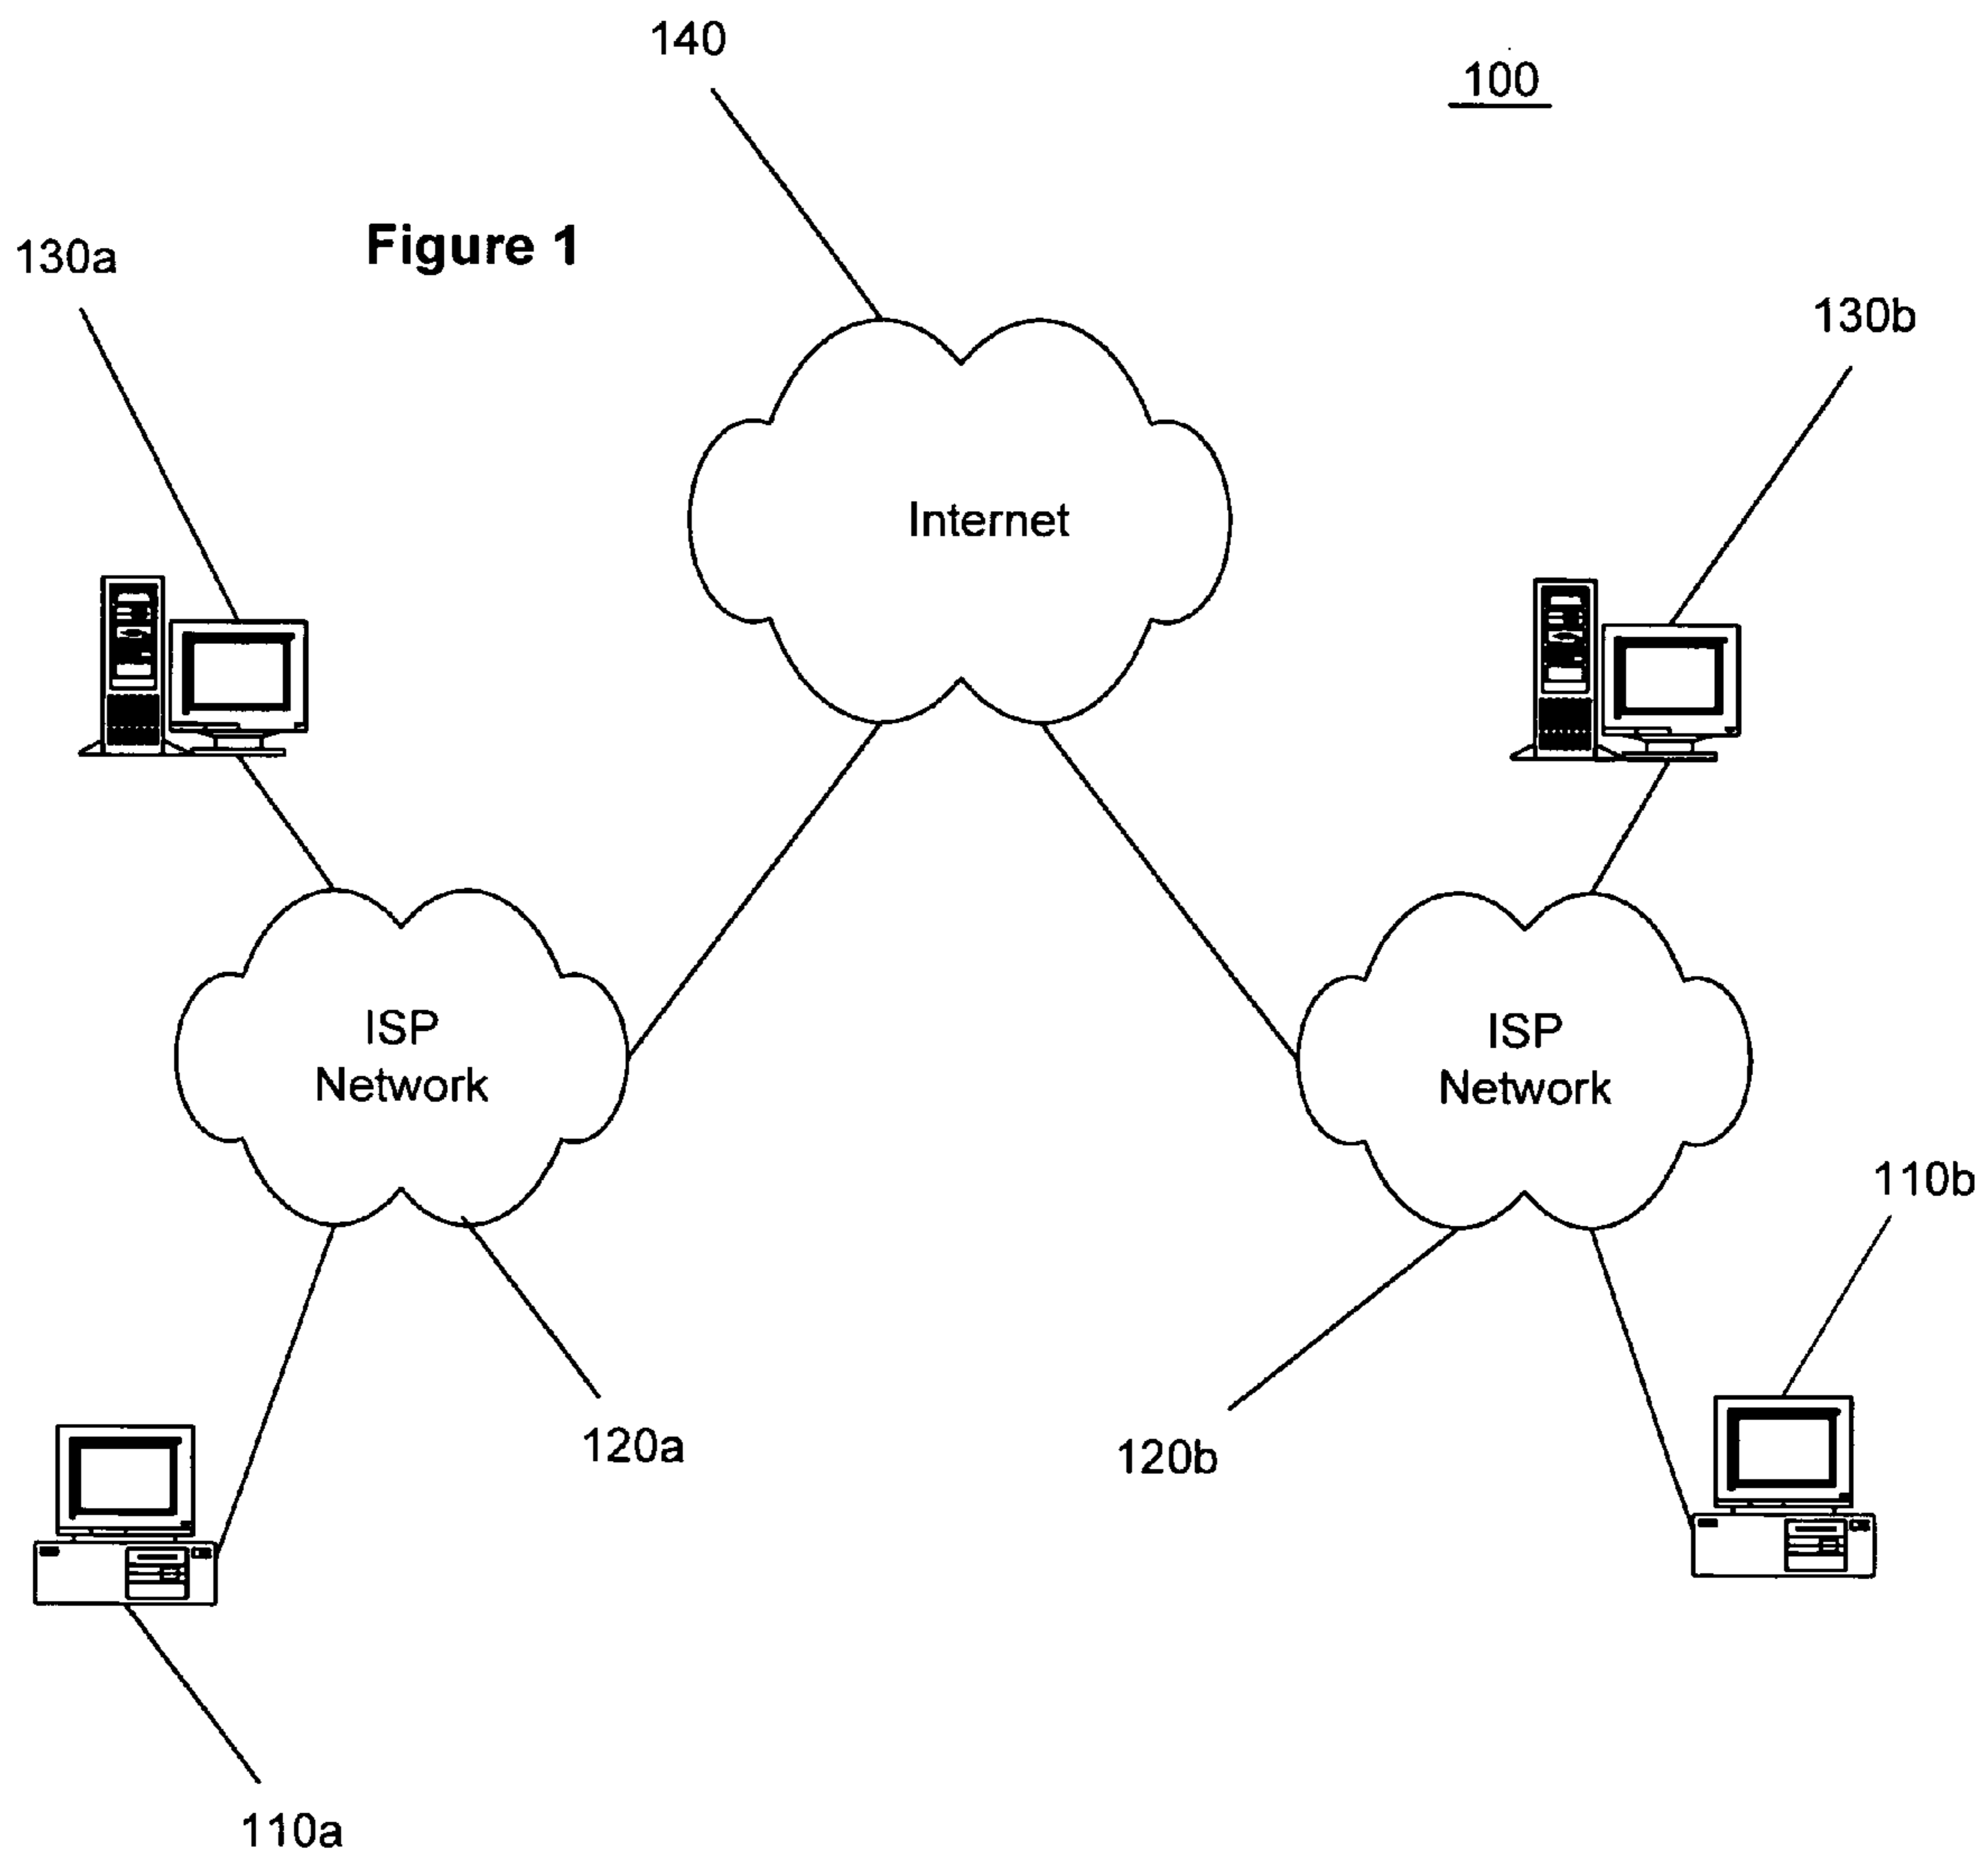 140
100
Figure 1
130a
130b
Internet
ISP
Network
ISP
Network
110b
120a
120b
110a